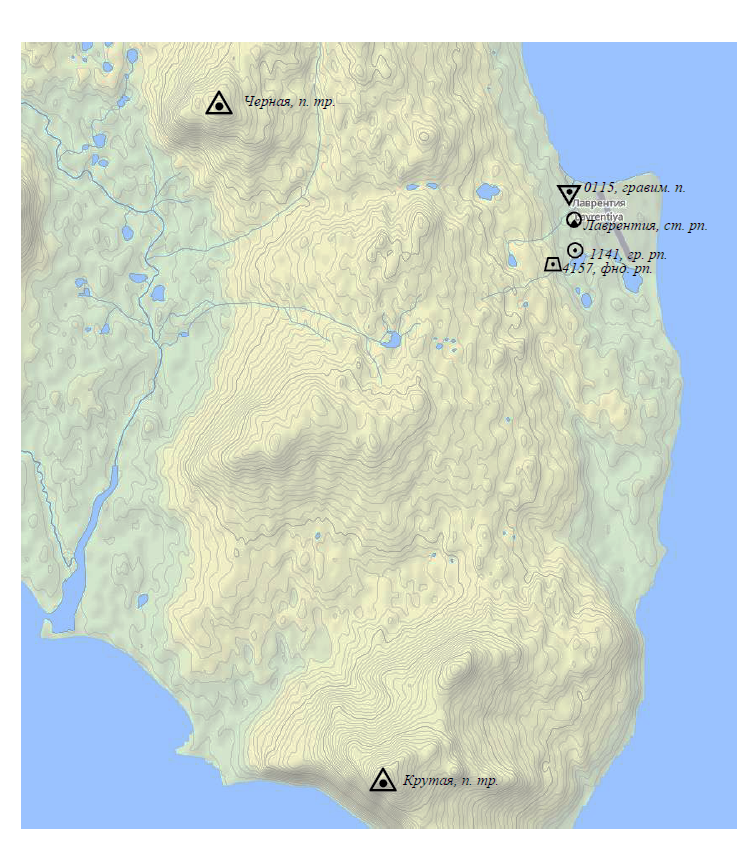 Черная, п. тр.
0115, гравим. п.
Лаврентия
Lavrentiya
Лаврентия, ст. рп.
1141, гр. рп.
4157, фнд. рп.
Крутая, п. тр.